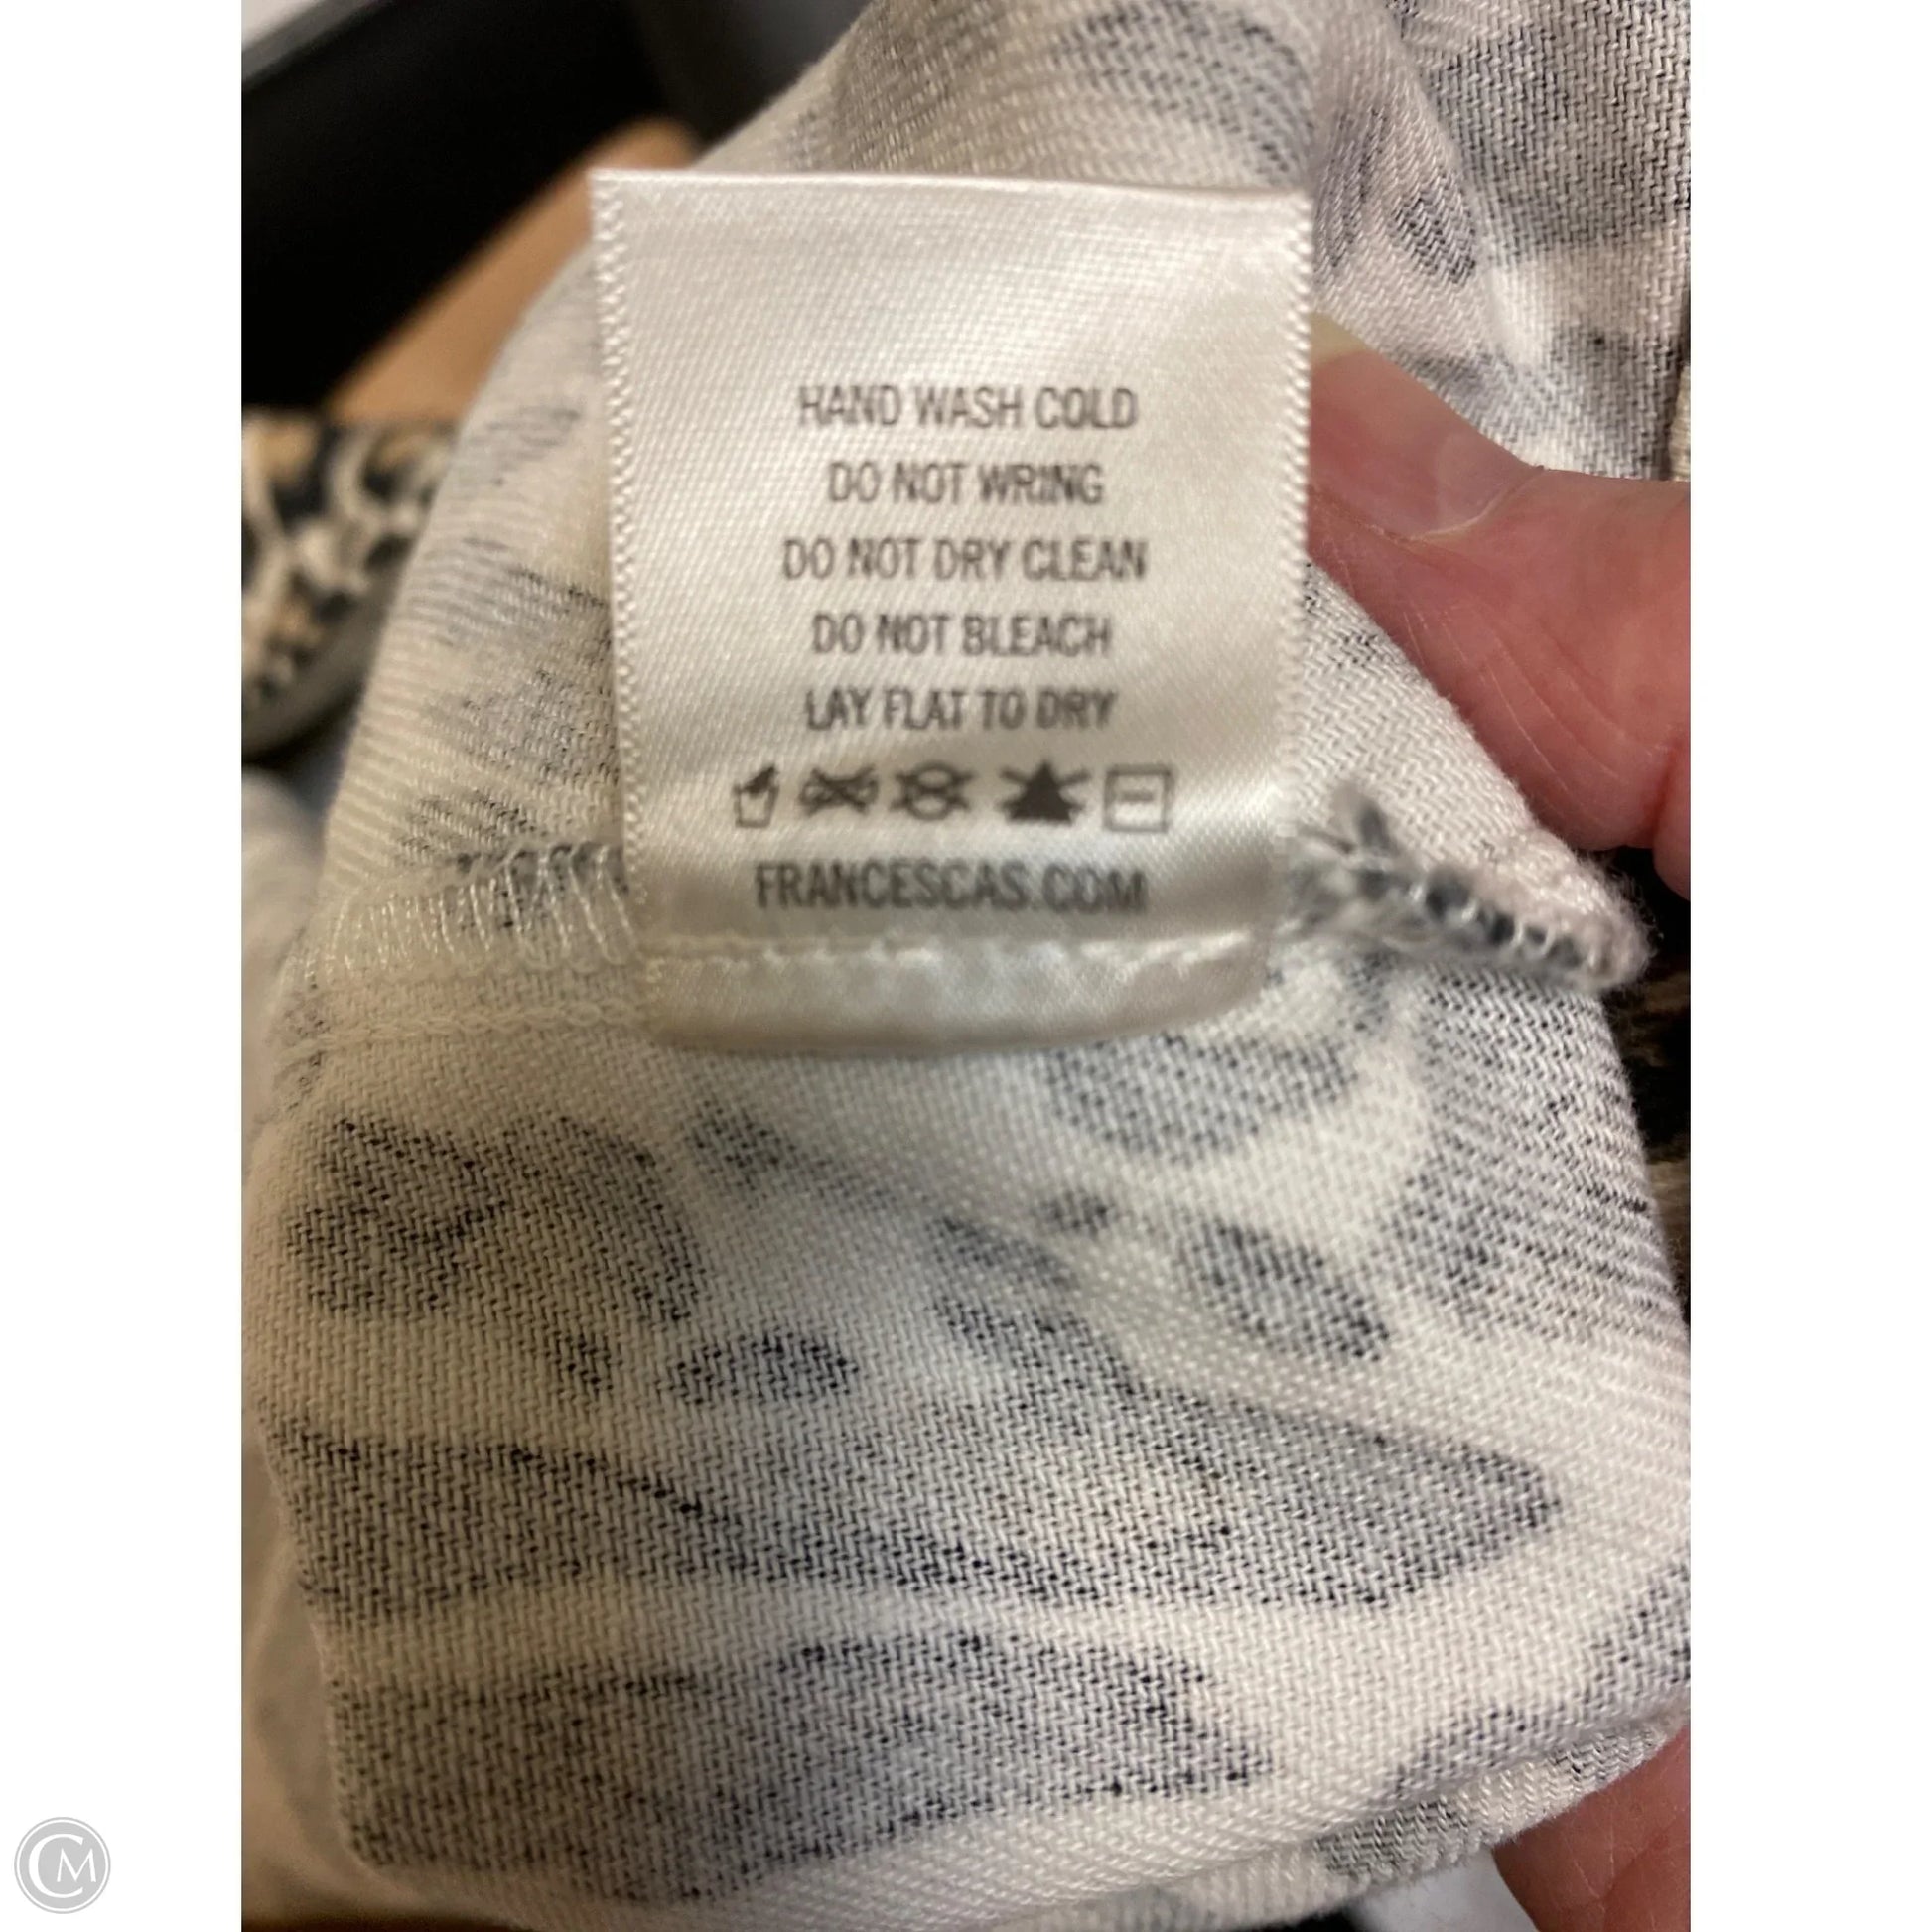 HAND WASH COLD
DO NOT WRING
DO NOT DRY CLEAN
DO NOT BLEACH
LAY FLAT TO DRY
FRANCESCAS.COM
CM